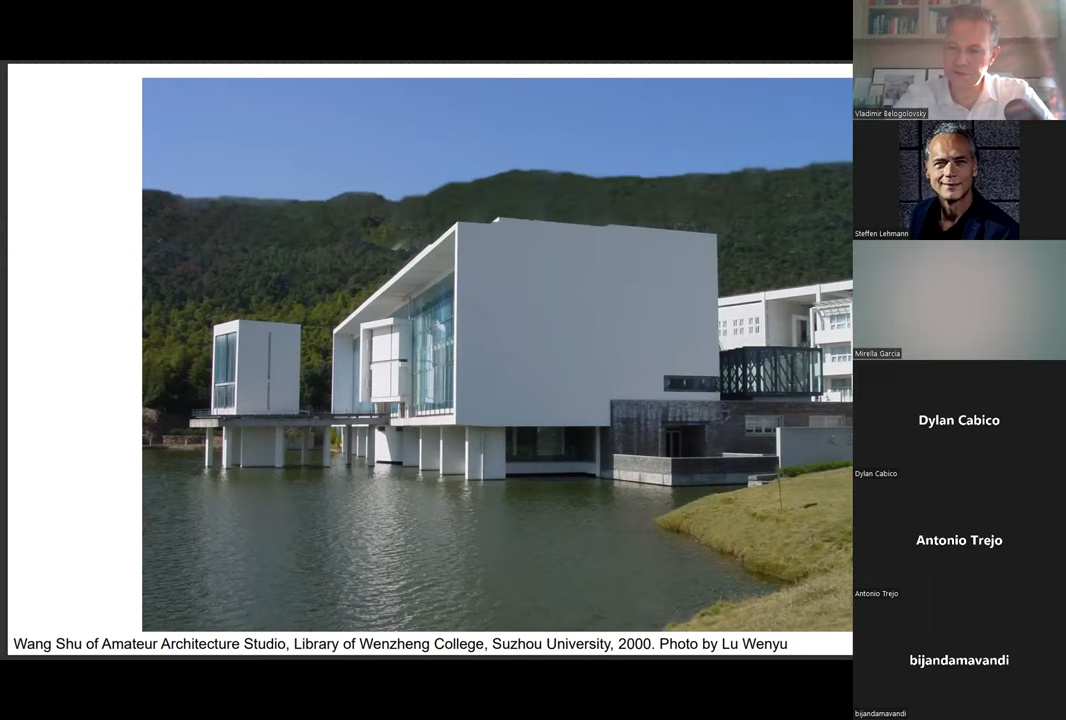 Vladimir Belogolovsky
Steffen Lehmann
Mirella Garcia
Dylan Cabico
Dylan Cabico
Antonio Trejo
Antonio Trejo
bijandamavandi
bijandamavandi
Wang Shu of Amateur Architecture Studio, Library of Wenzheng College, Suzhou University, 2000. Photo by Lu Wenyu